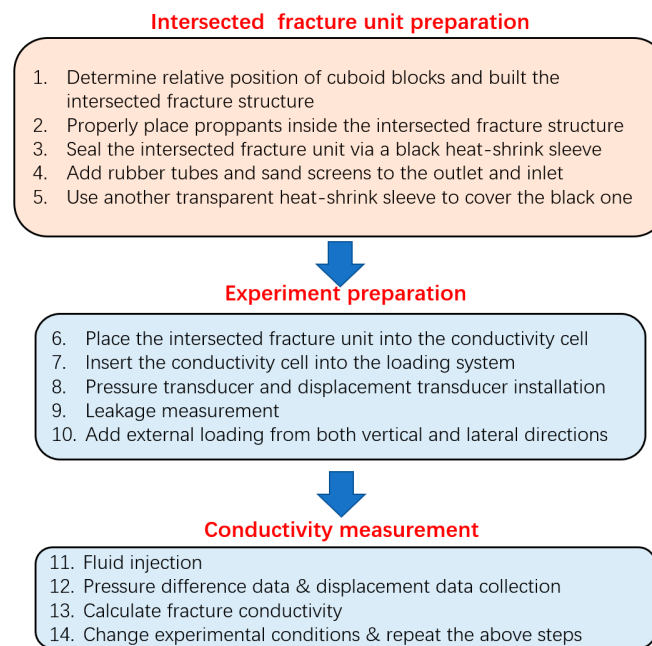 Intersected fracture unit preparation
1. Determine relative position of cuboid blocks and built the
intersected fracture structure
2. Properly place proppants inside the intersected fracture structure
3. Seal the intersected fracture unit via a black heat-shrink sleeve
4. Add rubber tubes and sand screens to the outlet and inlet
5. Use another transparent heat-shrink sleeve to cover the black one
Experiment preparation
6. Place the intersected fracture unit into the conductivity cell
7. Insert the conductivity cell into the loading system
8. Pressure transducer and displacement transducer installation
9. Leakage measurement
10. Add external loading from both vertical and lateral directions
Conductivity measurement
11. Fluid injection
12. Pressure difference data & displacement data collection
13. Calculate fracture conductivity
14. Change experimental conditions & repeat the above steps